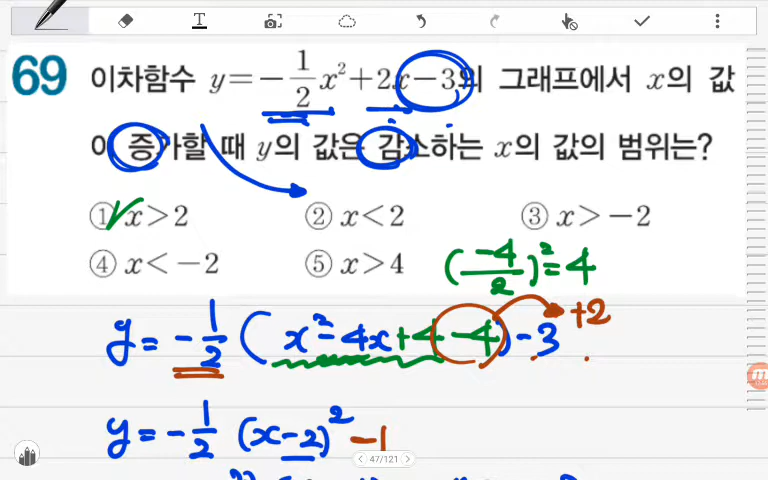 69 이차함수 y=-1/2x²+2x-3의 그래프에서 x의 값
이 증가할 때 y의 값은 감소하는 x의 값의 범위는?
① x>2 ② x<2 ③ x>-2
④ x<-2 ⑤ x>4
(-4/2)²=4
y=-1/2(x²-4x+4-4)-3+2
y=-1/2(x-2)²-1
47/121